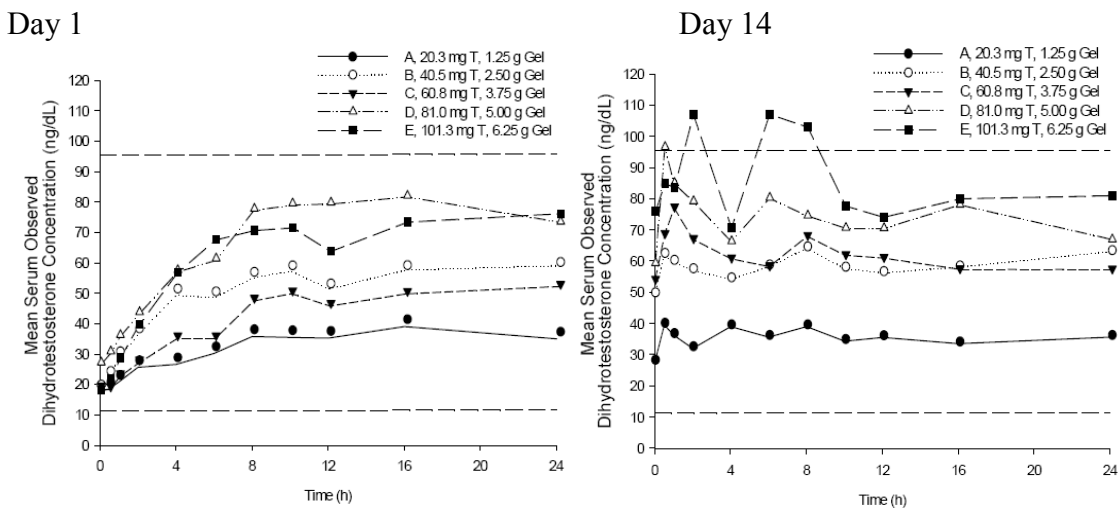 Day 1
A, 20.3 mg T, 1.25 g Gel
B, 40.5 mg T, 2.50 g Gel
C, 60.8 mg T, 3.75 g Gel
D, 81.0 mg T, 5.00 g Gel
E, 101.3 mg T, 6.25 g Gel
Mean Serum Observed
Dihydrotestosterone Concentration (ng/dL)
120
110
100
90
80
70
60
50
40
30
20
10
0
0 4 8 12 16 20 24
Time (h)
Day 14
A, 20.3 mg T, 1.25 g Gel
B, 40.5 mg T, 2.50 g Gel
C, 60.8 mg T, 3.75 g Gel
D, 81.0 mg T, 5.00 g Gel
E, 101.3 mg T, 6.25 g Gel
Mean Serum Observed
Dihydrotestosterone Concentration (ng/dL)
120
110
100
90
80
70
60
50
40
30
20
10
0
0 4 8 12 16 20 24
Time (h)